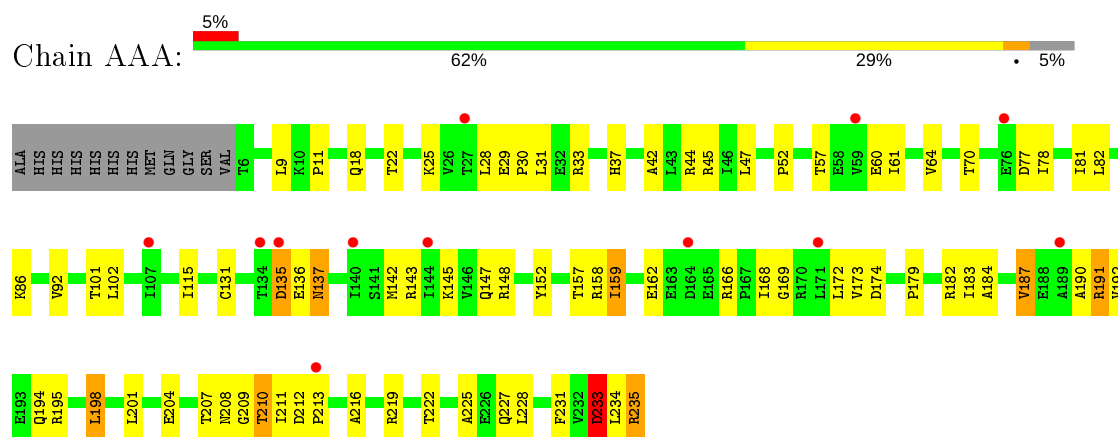 5%
Chain AAA:
62% 29% • 5%
ALA HIS HIS HIS HIS HIS HIS MET GLN GLY SER VAL T6 L9 K10 P11 Q18 T22 K25 V26 T27 L28 E29 P30 L31 E32 R33 H37 A42 L43 R44 R45 I46 L47 P52 T57 E58 V59 E60 I61 V64 T70 E76 D77 I78 I81 L82
K86 V92 T101 L102 I107 I115 C131 T134 D135 E136 N137 I140 S141 M142 R143 I144 K145 V146 Q147 R148 Y152 T157 R158 I159 E162 E163 D164 E165 R166 P167 I168 G169 R170 L171 L172 V173 D174 P179 R182 I183 A184 V187 E188 A189 A190 R191 V192
E193 Q194 R195 L198 L201 E204 T207 N208 G209 T210 I211 D212 P213 A216 R219 T222 A225 E226 Q227 L228 F231 V232 D233 L234 R235